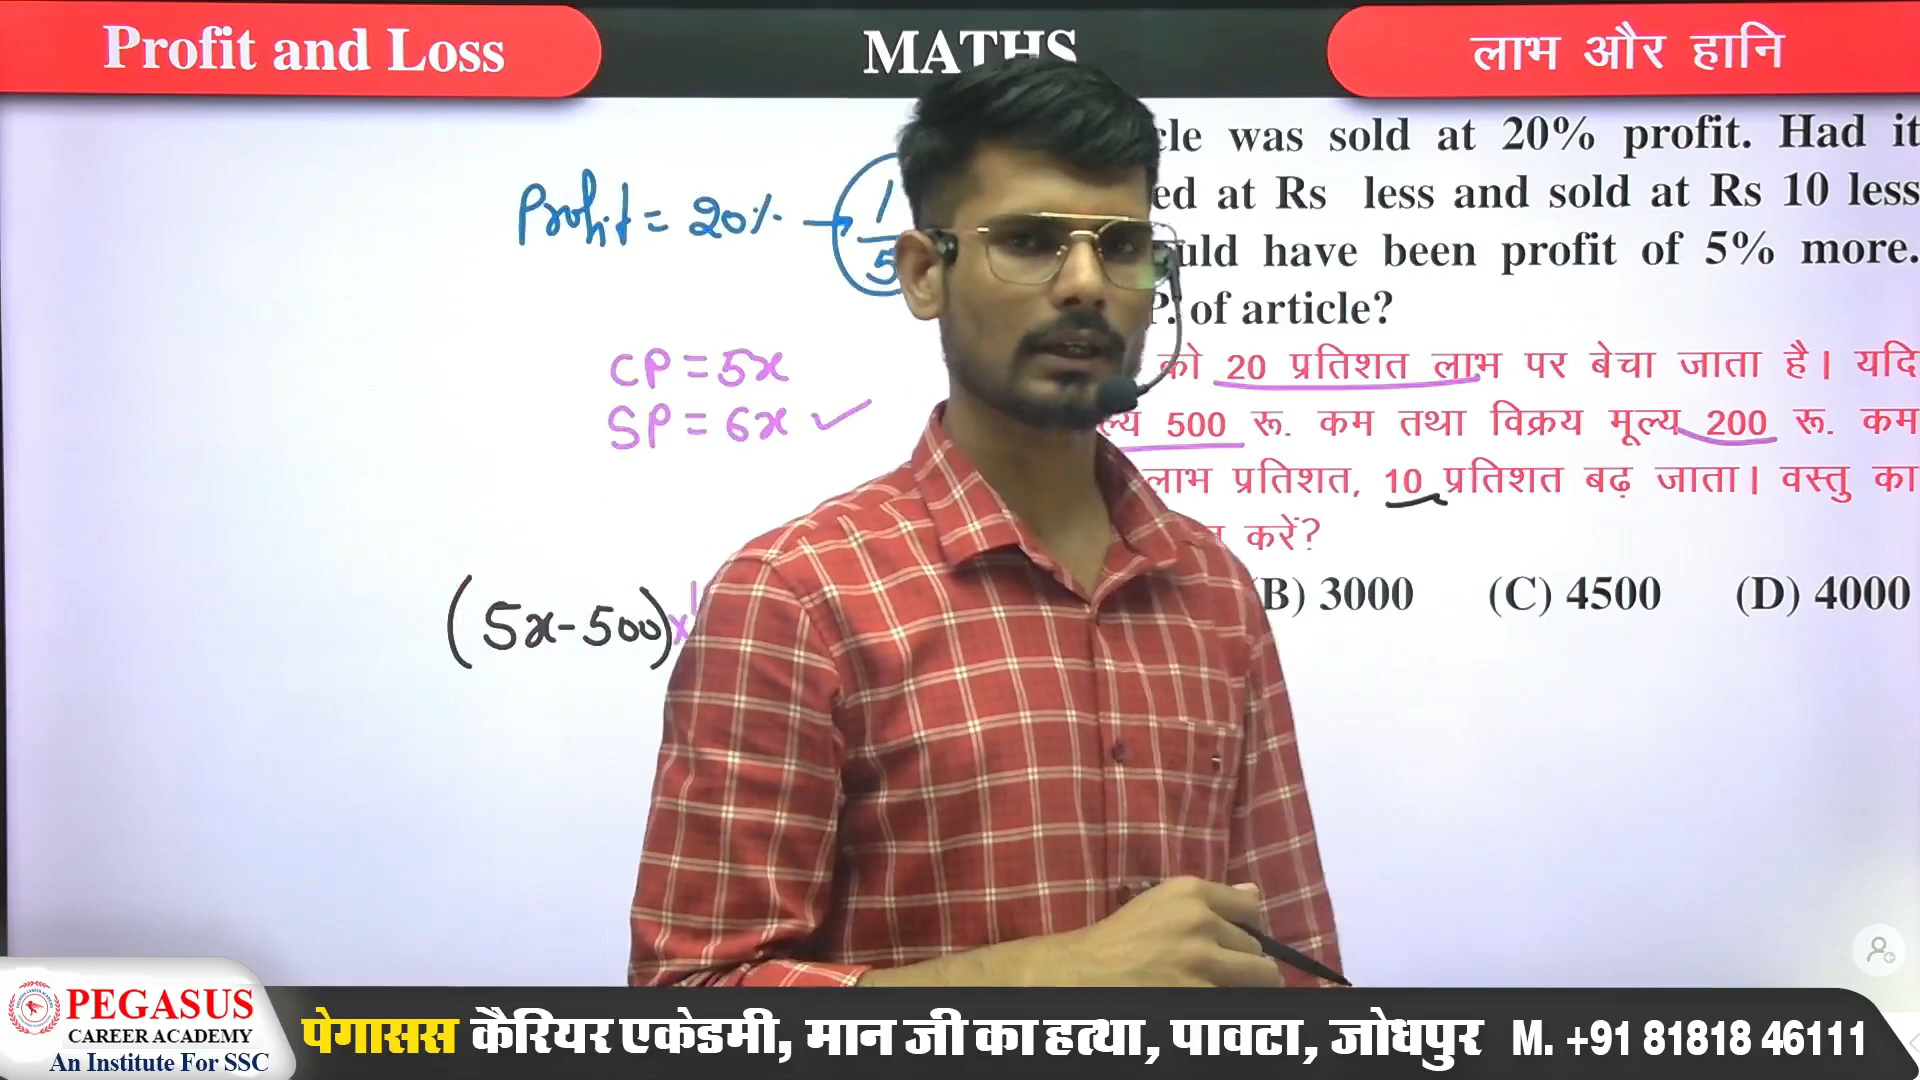 Profit and Loss
MATHS
लाभ और हानि
Profit = 20% → 1/5
cle was sold at 20% profit. Had it
ed at Rs less and sold at Rs 10 less
uld have been profit of 5% more.
P. of article?
CP = 5x
SP = 6x ✓
को 20 प्रतिशत लाभ पर बेचा जाता है। यदि
ल्य 500 रू. कम तथा विक्रय मूल्य 200 रू. कम
लाभ प्रतिशत, 10 प्रतिशत बढ़ जाता। वस्तु का
करें?
(B) 3000 (C) 4500 (D) 4000
(5x-500)x1
PEGASUS
CAREER ACADEMY
An Institute For SSC
पेगासस कैरियर एकेडमी, मान जी का हत्था, पावटा, जोधपुर M. +91 81818 46111